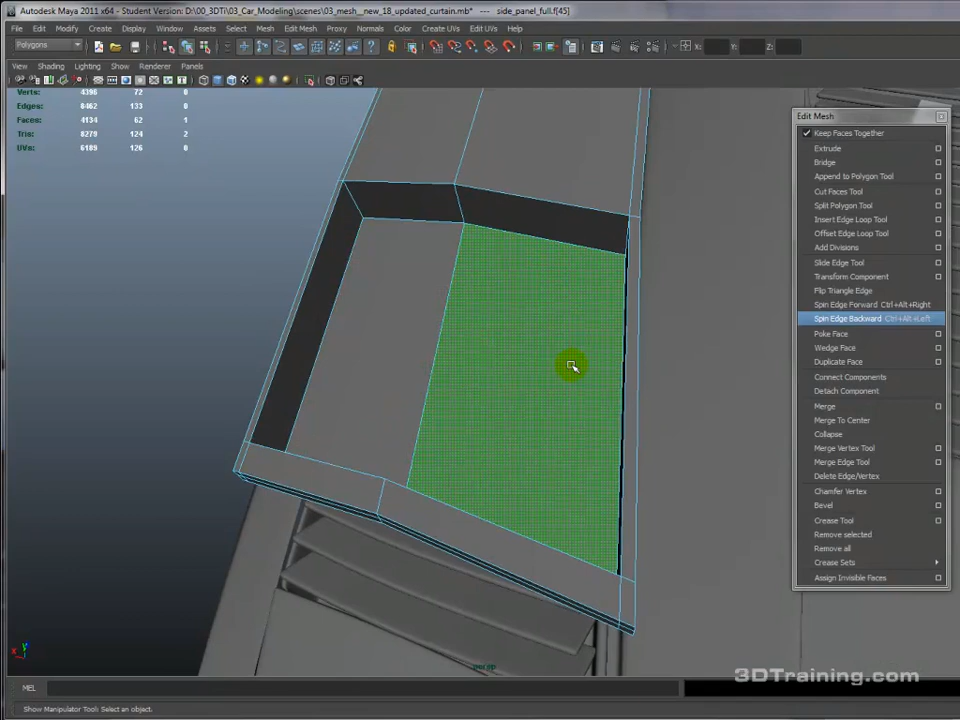 Autodesk Maya 2011 x64 - Student Version: D:\00_3DTi\03_Car_Modeling\scenes\03_mesh__new_18_updated_curtain.mb* --- side_panel_full.f[45]
File Edit Modify Create Display Window Assets Select Mesh Edit Mesh Proxy Normals Color Create UVs Edit UVs Help
Polygons X: Y: Z:
View Shading Lighting Show Renderer Panels
Verts: 4396 72 0
Edges: 8462 133 0
Faces: 4134 62 1
Tris: 8279 124 2
UVs: 6189 126 0
Edit Mesh
Keep Faces Together
Extrude
Bridge
Append to Polygon Tool
Cut Faces Tool
Split Polygon Tool
Insert Edge Loop Tool
Offset Edge Loop Tool
Add Divisions
Slide Edge Tool
Transform Component
Flip Triangle Edge
Spin Edge Forward Ctrl+Alt+Right
Spin Edge Backward Ctrl+Alt+Left
Poke Face
Wedge Face
Duplicate Face
Connect Components
Detach Component
Merge
Merge To Center
Collapse
Merge Vertex Tool
Merge Edge Tool
Delete Edge/Vertex
Chamfer Vertex
Bevel
Crease Tool
Remove selected
Remove all
Crease Sets
Assign Invisible Faces
persp
3DTraining.com
MEL
Show Manipulator Tool: Select an object.